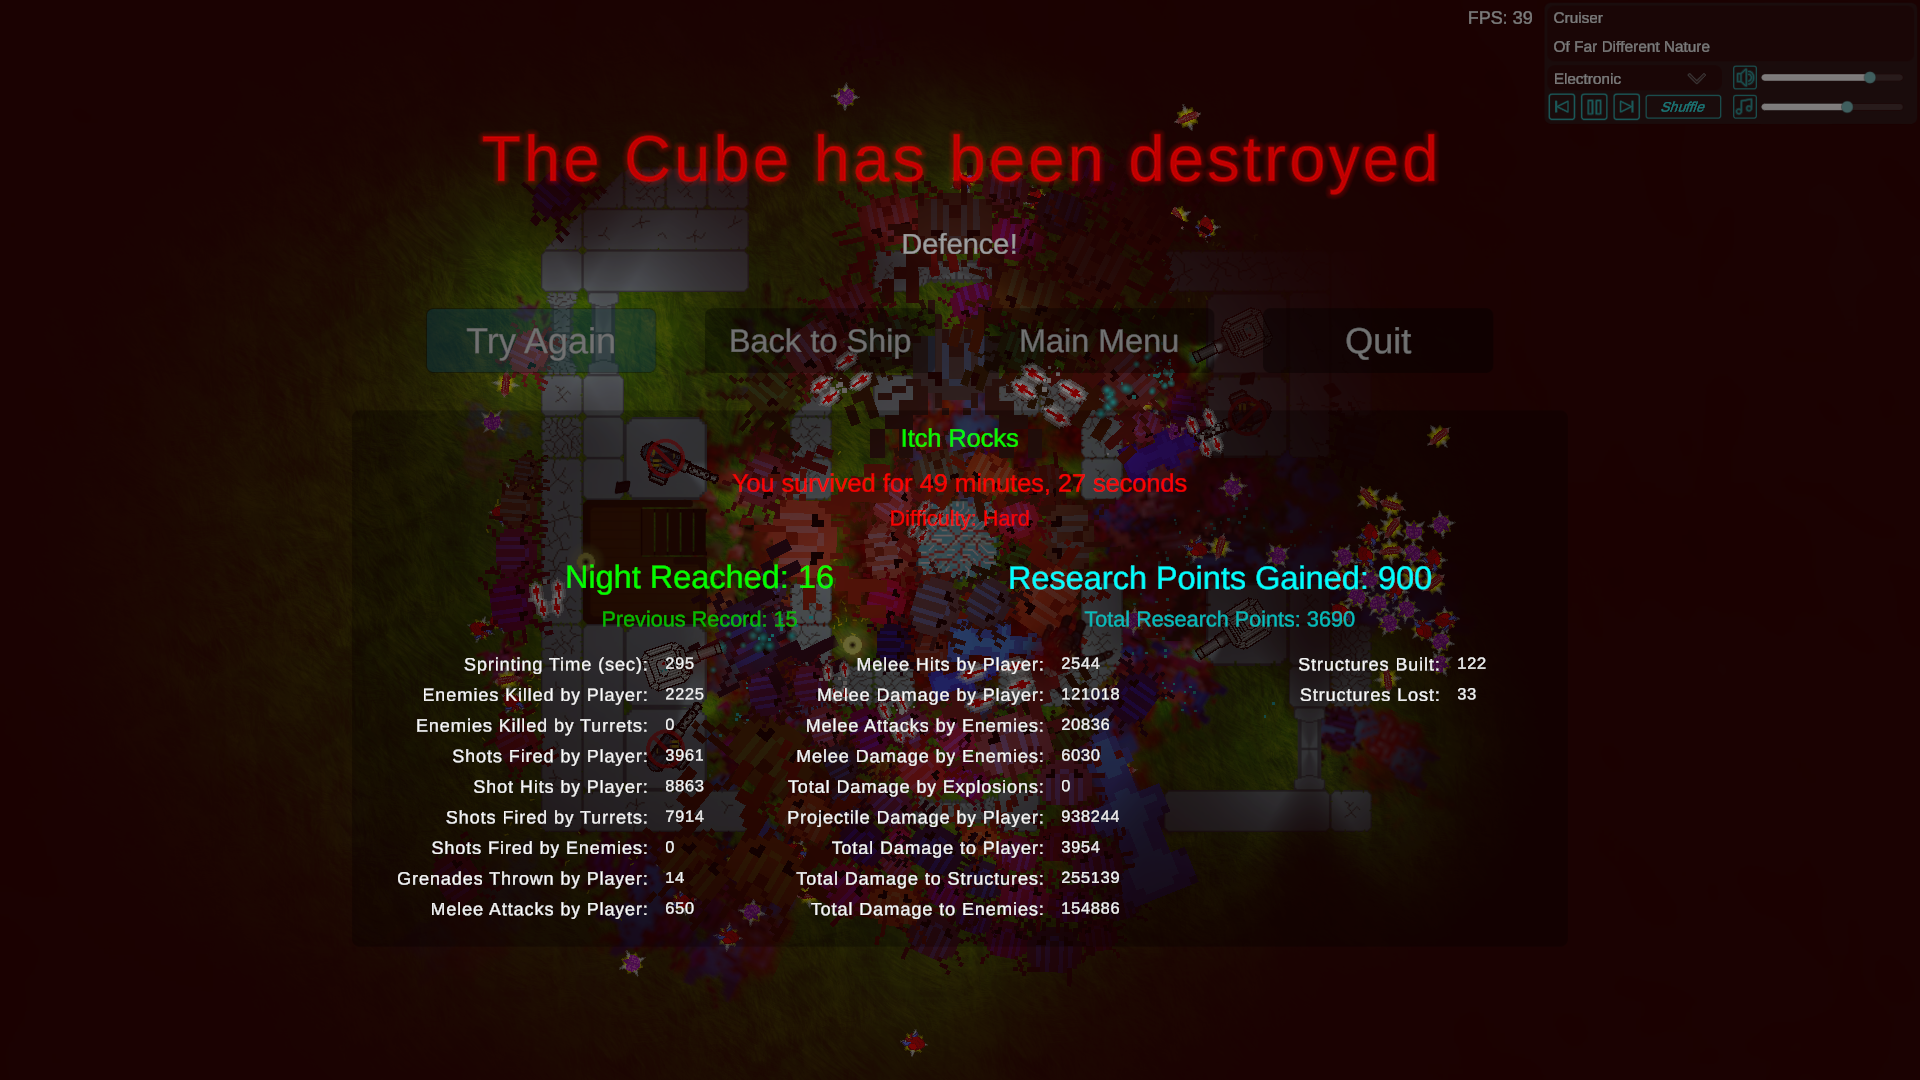 FPS: 39
Cruiser
Of Far Different Nature
Electronic
Shuffle
The Cube has been destroyed
Defence!
Try Again
Back to Ship
Main Menu
Quit
Itch Rocks
You survived for 49 minutes, 27 seconds
Difficulty: Hard
Night Reached: 16
Previous Record: 15
Research Points Gained: 900
Total Research Points: 3690
Sprinting Time (sec): 295
Enemies Killed by Player: 2225
Enemies Killed by Turrets: 0
Shots Fired by Player: 3961
Shot Hits by Player: 8863
Shots Fired by Turrets: 7914
Shots Fired by Enemies: 0
Grenades Thrown by Player: 14
Melee Attacks by Player: 650
Melee Hits by Player: 2544
Melee Damage by Player: 121018
Melee Attacks by Enemies: 20836
Melee Damage by Enemies: 6030
Total Damage by Explosions: 0
Projectile Damage by Player: 938244
Total Damage to Player: 3954
Total Damage to Structures: 255139
Total Damage to Enemies: 154886
Structures Built: 122
Structures Lost: 33